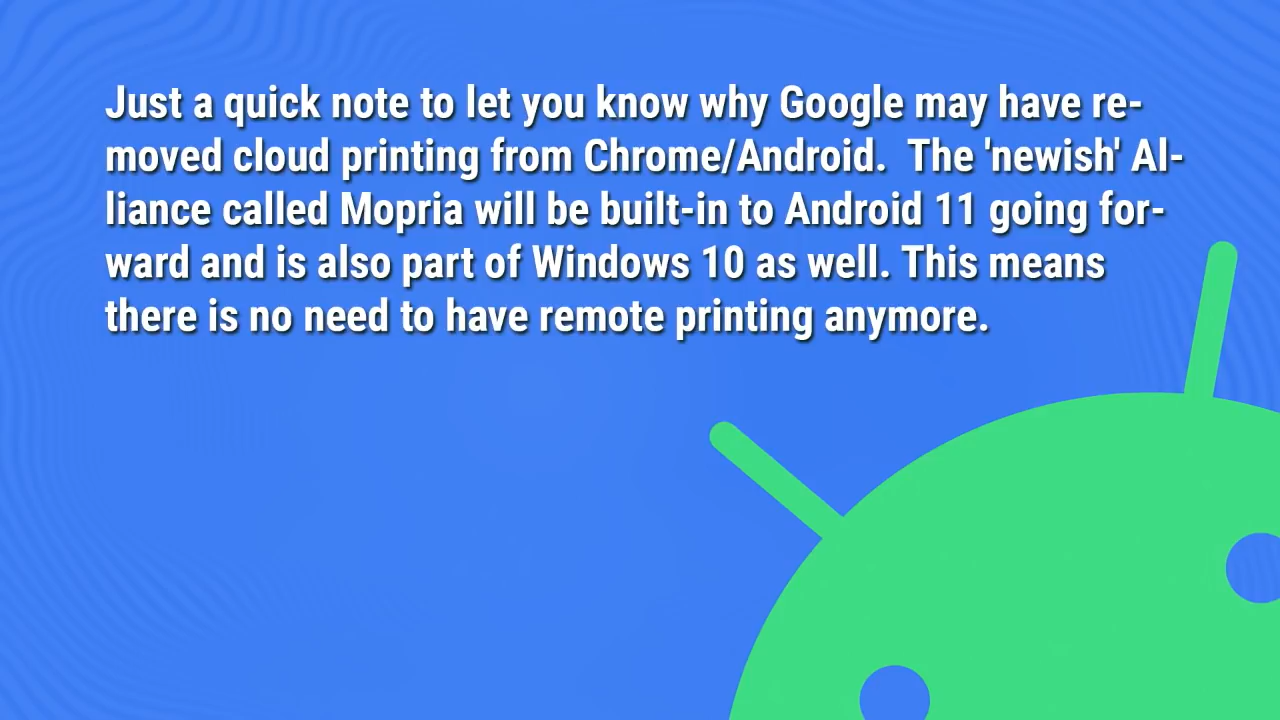 Just a quick note to let you know why Google may have re-
moved cloud printing from Chrome/Android.  The 'newish' Al-
liance called Mopria will be built-in to Android 11 going for-
ward and is also part of Windows 10 as well. This means
there is no need to have remote printing anymore.